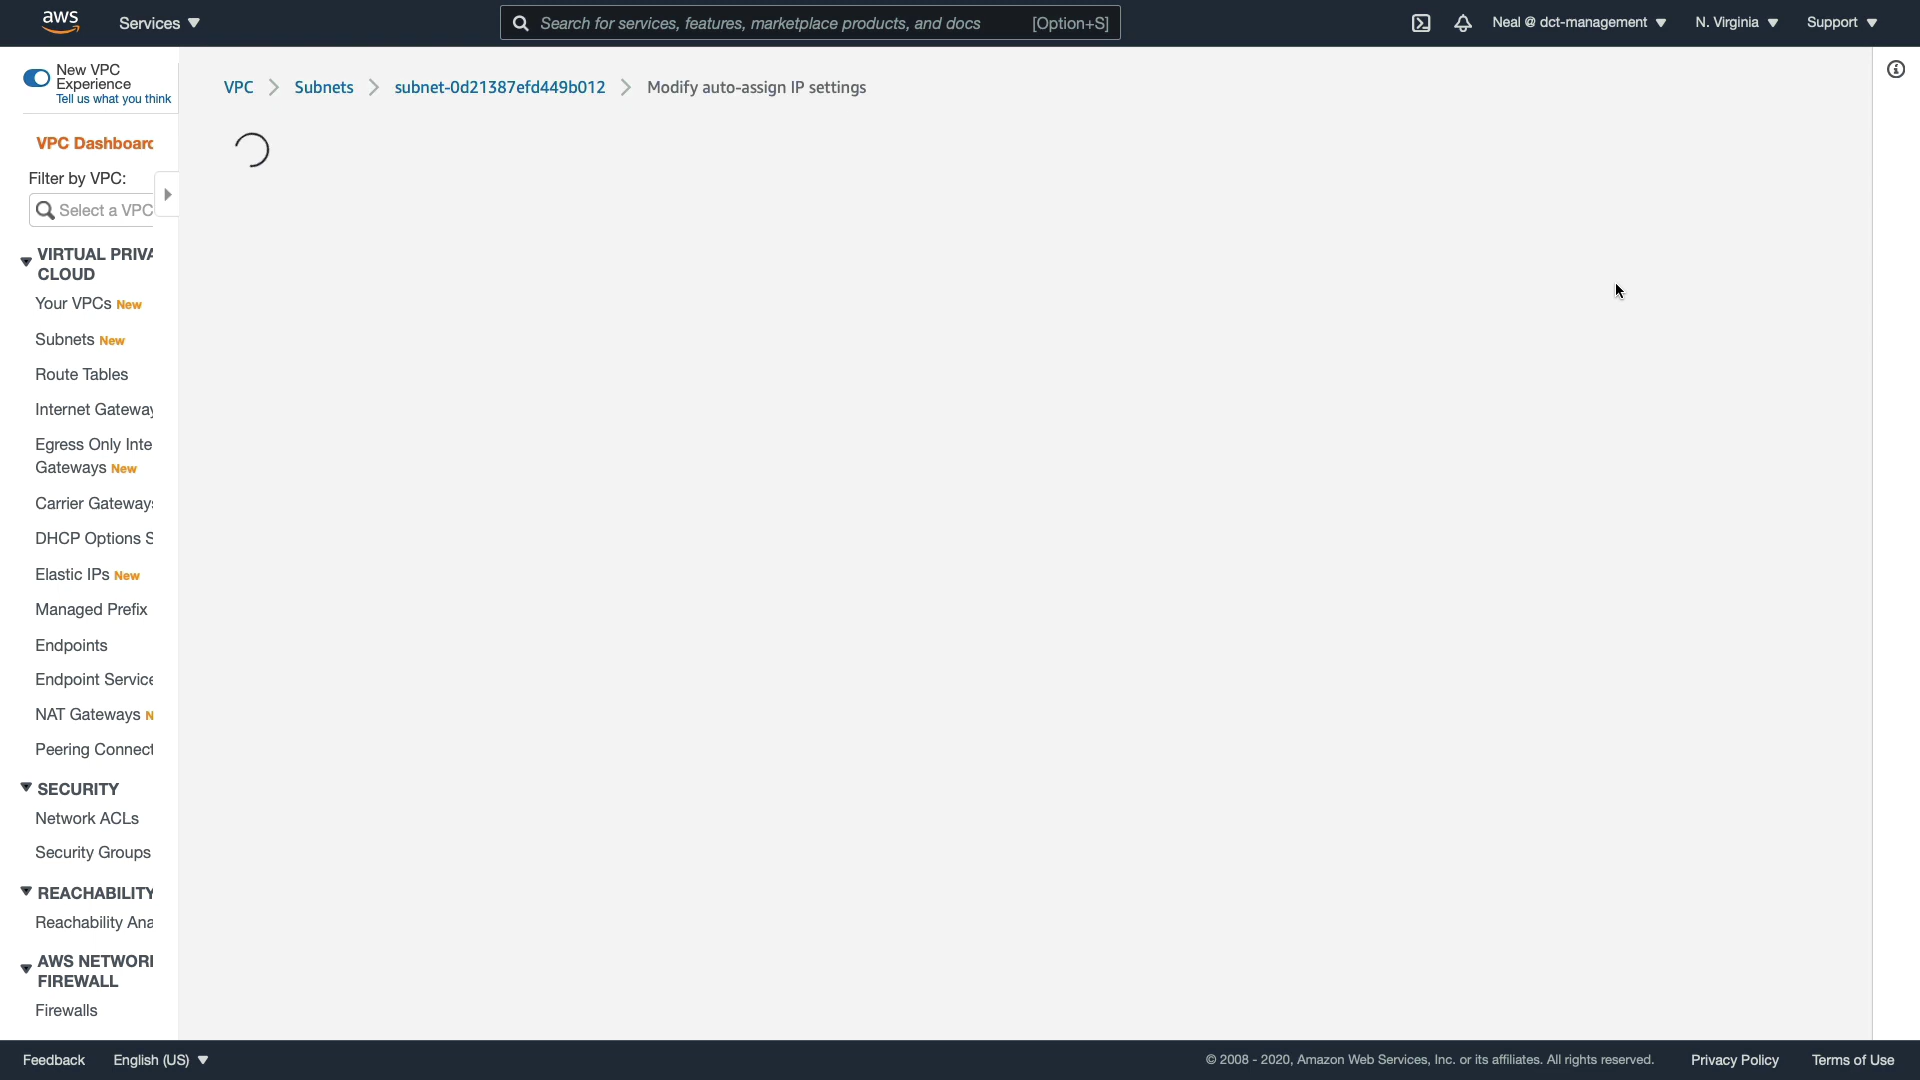 aws
Services
Search for services, features, marketplace products, and docs [Option+S]
Neal @ dct-management
N. Virginia
Support
New VPC
Experience
Tell us what you think
VPC Dashboard
Filter by VPC:
Select a VPC
VPC
Subnets
subnet-0d21387efd449b012
Modify auto-assign IP settings
VIRTUAL PRIVA
CLOUD
Your VPCs New
Subnets New
Route Tables
Internet Gateway
Egress Only Inte
Gateways New
Carrier Gateways
DHCP Options S
Elastic IPs New
Managed Prefix
Endpoints
Endpoint Service
NAT Gateways N
Peering Connect
SECURITY
Network ACLs
Security Groups
REACHABILITY
Reachability Ana
AWS NETWORK
FIREWALL
Firewalls
Feedback
English (US)
© 2008 - 2020, Amazon Web Services, Inc. or its affiliates. All rights reserved.
Privacy Policy
Terms of Use